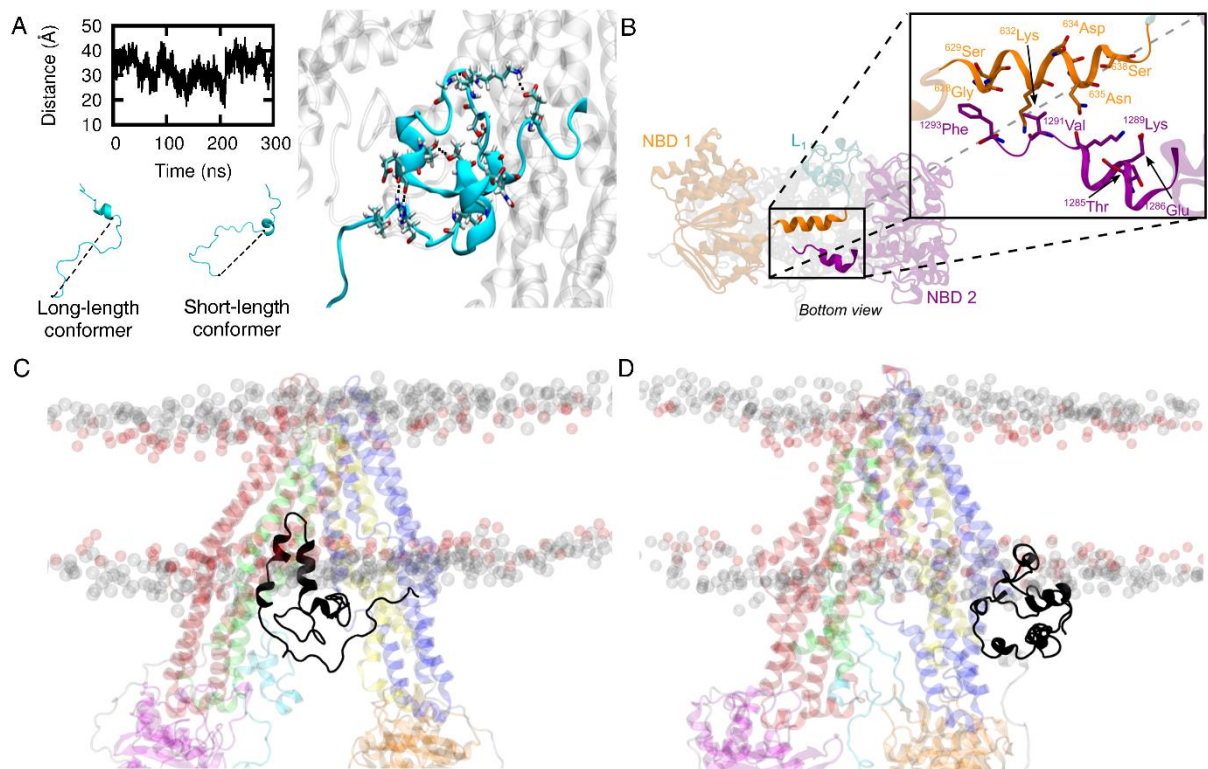 A
50
40
30
20
10
Distance (Å)
0 100 200 300
Time (ns)
Long-length
conformer
Short-length
conformer
B
NBD 1
L1
NBD 2
Bottom view
629Ser
632Lys
634Asp
638Ser
628Gly
635Asn
1293Phe
1291Val
1289Lys
1285Thr
1286Glu
C
D